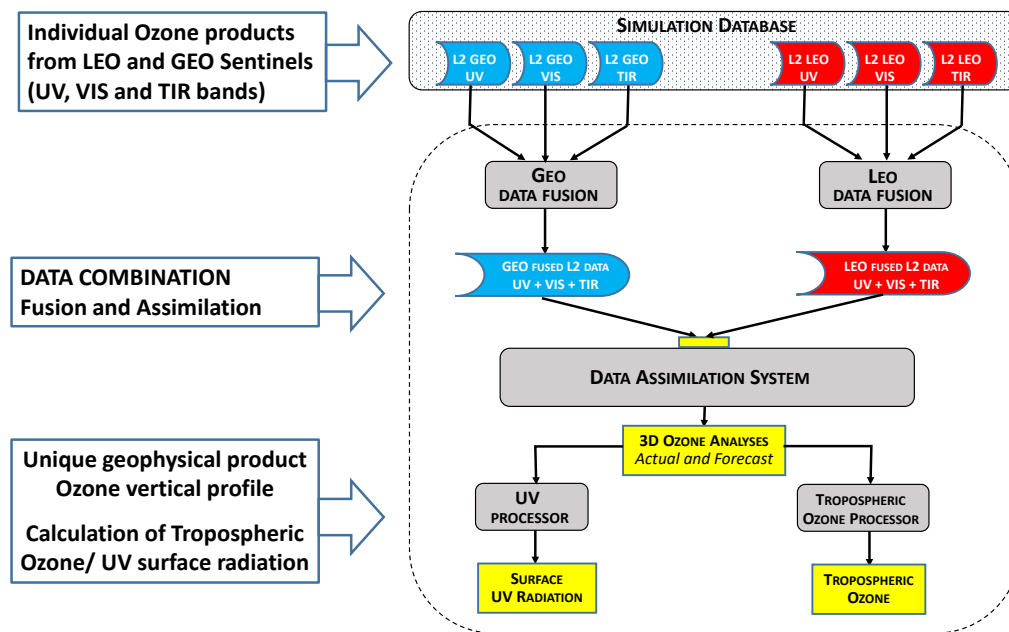 Individual Ozone products
from LEO and GEO Sentinels
(UV, VIS and TIR bands)
SIMULATION DATABASE
L2 GEO
UV
L2 GEO
VIS
L2 GEO
TIR
L2 LEO
UV
L2 LEO
VIS
L2 LEO
TIR
GEO
DATA FUSION
LEO
DATA FUSION
DATA COMBINATION
Fusion and Assimilation
GEO FUSED L2 DATA
UV + VIS + TIR
LEO FUSED L2 DATA
UV + VIS + TIR
DATA ASSIMILATION SYSTEM
Unique geophysical product
Ozone vertical profile
Calculation of Tropospheric
Ozone/ UV surface radiation
3D OZONE ANALYSES
Actual and Forecast
UV
PROCESSOR
TROPOSPHERIC
OZONE PROCESSOR
SURFACE
UV RADIATION
TROPOSPHERIC
OZONE